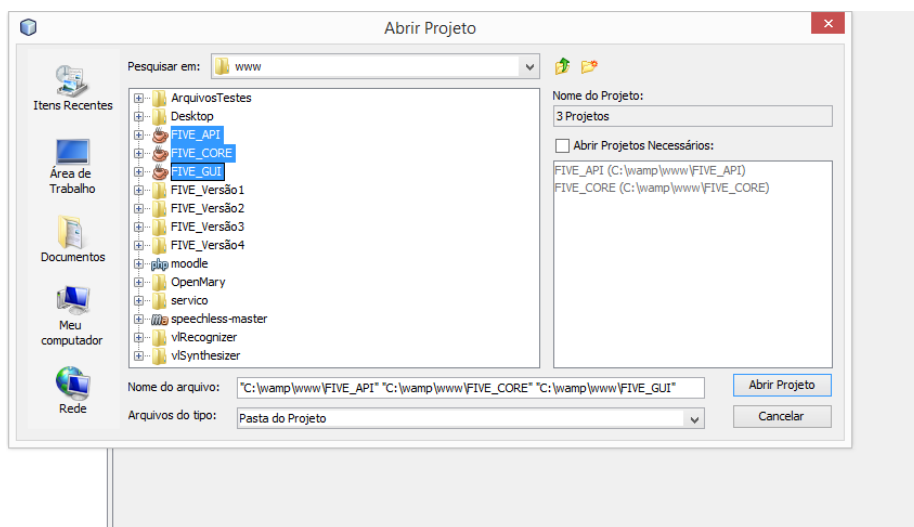 Abrir Projeto
Pesquisar em:
www
Itens Recentes
Área de
Trabalho
Documentos
Meu
computador
Rede
ArquivosTestes
Desktop
FIVE_API
FIVE_CORE
FIVE_GUI
FIVE_Versão1
FIVE_Versão2
FIVE_Versão3
FIVE_Versão4
php moodle
OpenMary
servico
speechless-master
vlRecognizer
vlSynthesizer
Nome do Projeto:
3 Projetos
Abrir Projetos Necessários:
FIVE_API (C:\wamp\www\FIVE_API)
FIVE_CORE (C:\wamp\www\FIVE_CORE)
Nome do arquivo:
"C:\wamp\www\FIVE_API" "C:\wamp\www\FIVE_CORE" "C:\wamp\www\FIVE_GUI"
Abrir Projeto
Arquivos do tipo:
Pasta do Projeto
Cancelar